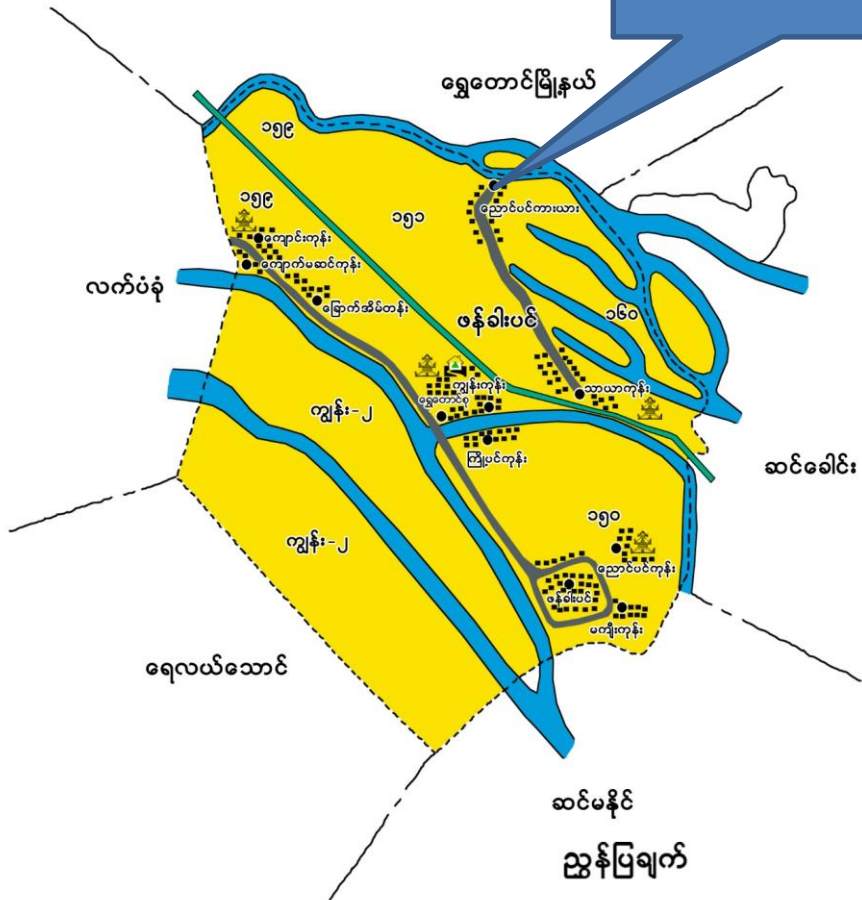 ရွှေတောင်မြို့နယ်
၁၅၉
၁၅၉
၁၅၁
ညောင်ပင်ကားယား
ကျောင်းကုန်း
ကျောက်မဆင်ကုန်း
လက်ပံခုံ
ခြောက်အိမ်တန်း
ဖန်ခါးပင်
၁၆၀
ကျွန်းကုန်း
သာယာကုန်း
ရွှေတောင်စု
ကျွန်း-၂
ကြို့ပင်ကုန်း
ဆင်ခေါင်း
၁၅၀
ကျွန်း-၂
ညောင်ပင်ကုန်း
ဖန်ခါးပင်
မကျီးကုန်း
ရေလယ်သောင်
ဆင်မနိုင်
ညွှန်ပြချက်